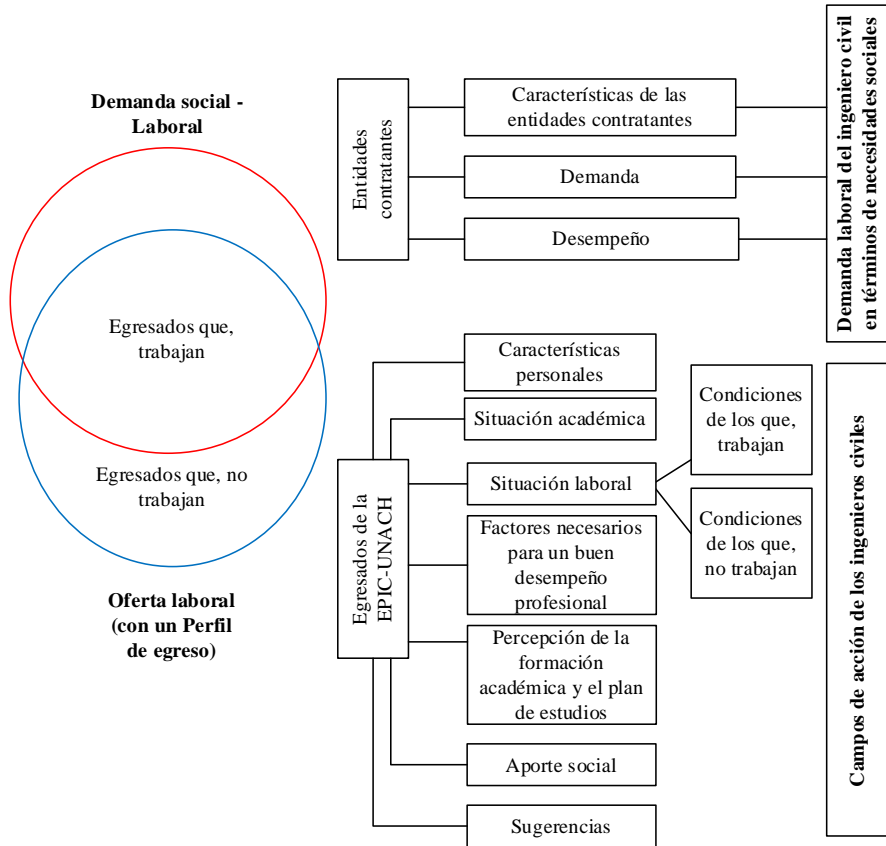 Demanda social -
Laboral
Egresados que,
trabajan
Egresados que, no
trabajan
Oferta laboral
(con un Perfil
de egreso)
Entidades
contratantes
Características de las
entidades contratantes
Demanda
Desempeño
Demanda laboral del ingeniero civil
en términos de necesidades sociales
Egresados de la
EPIC-UNACH
Características
personales
Situación académica
Situación laboral
Factores necesarios
para un buen
desempeño
profesional
Percepción de la
formación
académica y el plan
de estudios
Aporte social
Sugerencias
Condiciones
de los que,
trabajan
Condiciones
de los que,
no trabajan
Campos de acción de los ingenieros civiles